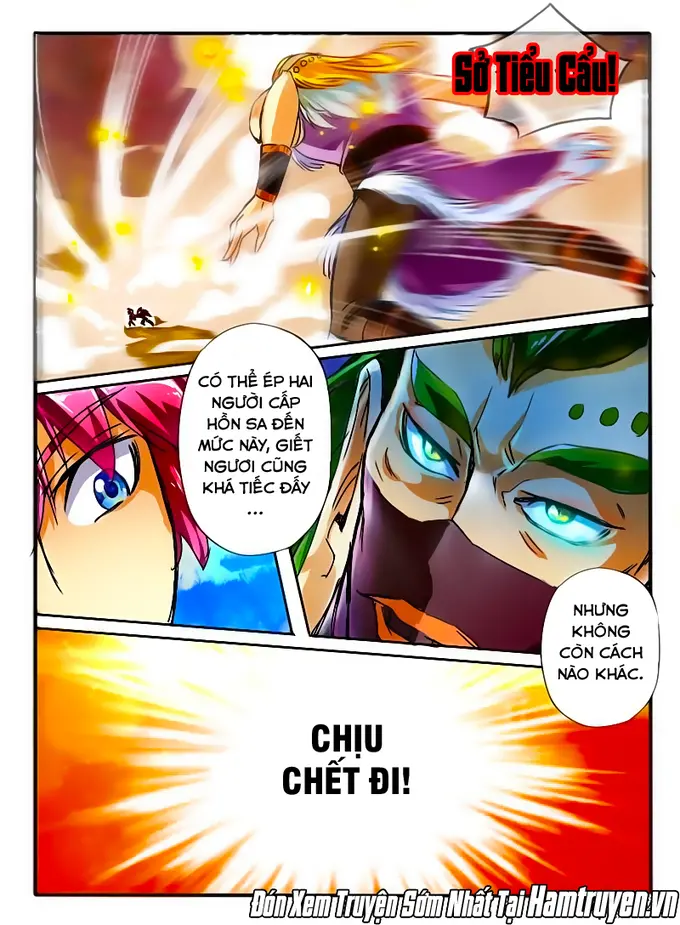 Sở Tiểu Cẩu!
CÓ THỂ ÉP HAI
NGƯỜI CẤP
HỒN SA ĐẾN
MỨC NÀY, GIẾT
NGƯƠI CŨNG
KHÁ TIẾC ĐẤY
...
NHƯNG
KHÔNG
CÒN CÁCH
NÀO KHÁC.
CHỊU
CHẾT ĐI!
Đón Xem Truyện Sớm Nhất Tại Hamtruyen.vn